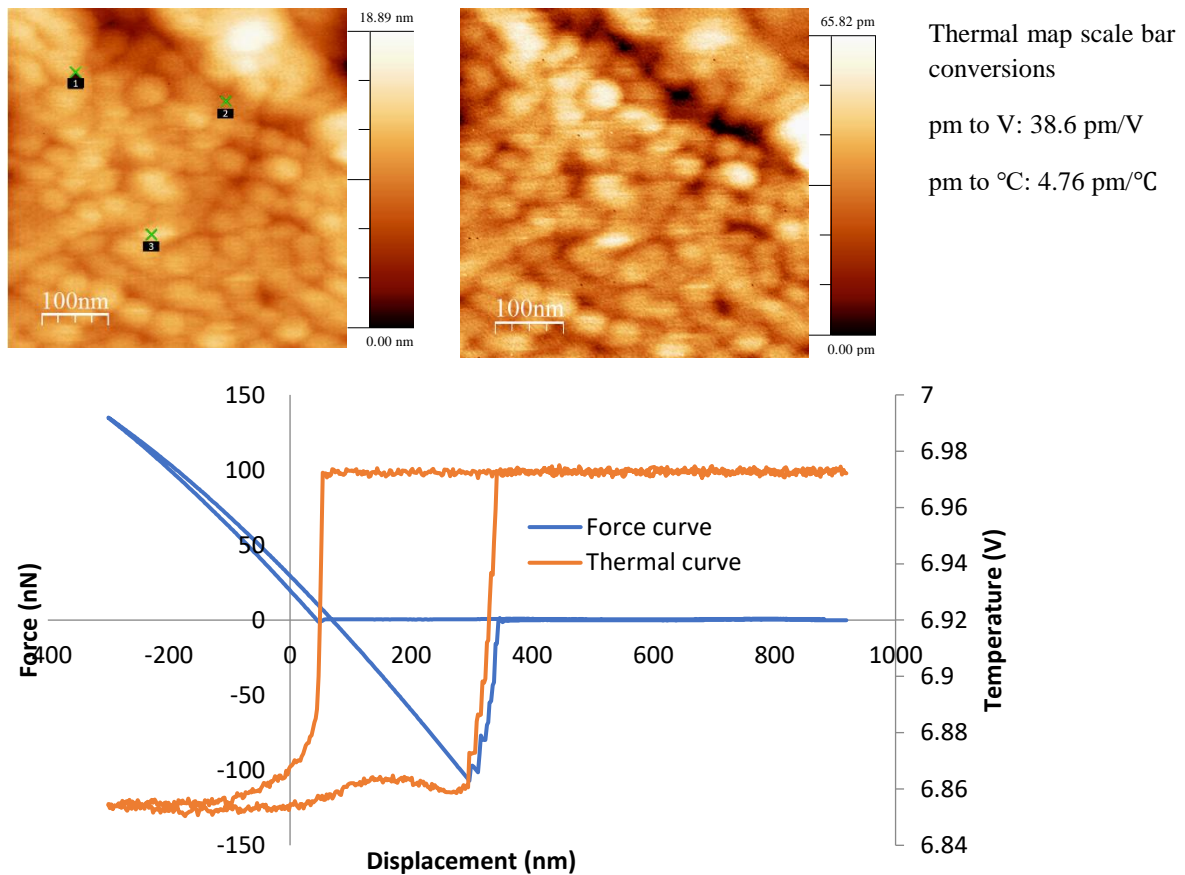 18.89 nm
1
2
3
100nm
0.00 nm
65.82 pm
100nm
0.00 pm
Thermal map scale bar
conversions
pm to V: 38.6 pm/V
pm to °C: 4.76 pm/°C
150
100
50
0
-50
-100
-150
Force (nN)
400
-200
0
200
400
600
800
1000
Displacement (nm)
Force curve
Thermal curve
7
6.98
6.96
6.94
6.92
6.9
6.88
6.86
6.84
Temperature (V)